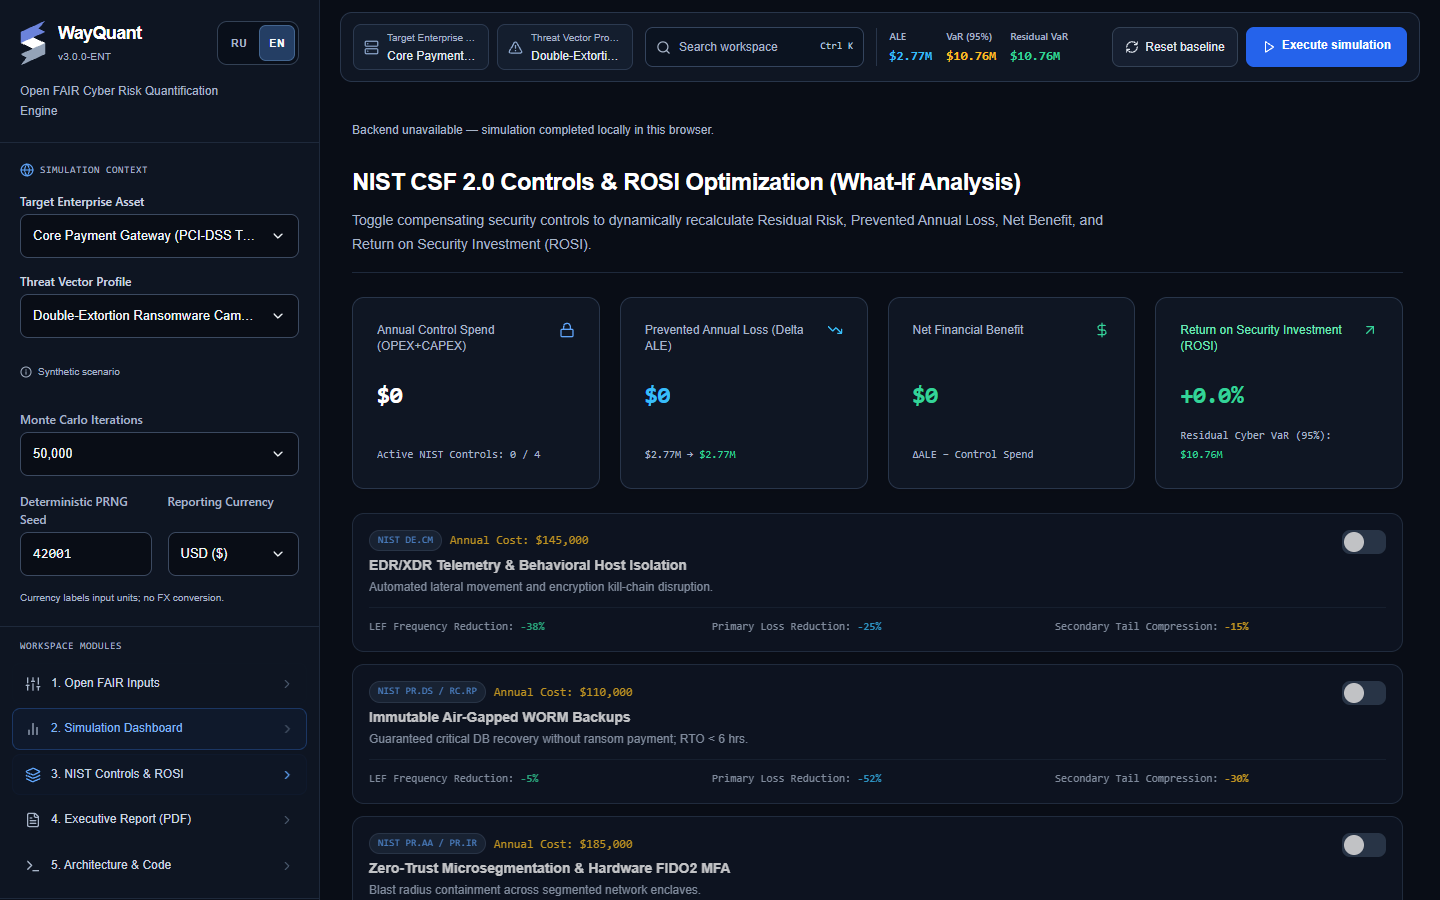 WayQuant
v3.0.0-ENT
RU
EN
Open FAIR Cyber Risk Quantification
Engine
SIMULATION CONTEXT
Target Enterprise Asset
Core Payment Gateway (PCI-DSS T...
Threat Vector Profile
Double-Extortion Ransomware Cam...
Synthetic scenario
Monte Carlo Iterations
50,000
Deterministic PRNG
Seed
Reporting Currency
42001
USD ($)
Currency labels input units; no FX conversion.
WORKSPACE MODULES
1. Open FAIR Inputs
2. Simulation Dashboard
3. NIST Controls & ROSI
4. Executive Report (PDF)
5. Architecture & Code
Target Enterprise ...
Core Payment...
Threat Vector Pro...
Double-Extorti...
Search workspace
Ctrl K
ALE
$2.77M
VaR (95%)
$10.76M
Residual VaR
$10.76M
Reset baseline
Execute simulation
Backend unavailable — simulation completed locally in this browser.
NIST CSF 2.0 Controls & ROSI Optimization (What-If Analysis)
Toggle compensating security controls to dynamically recalculate Residual Risk, Prevented Annual Loss, Net Benefit, and
Return on Security Investment (ROSI).
Annual Control Spend
(OPEX+CAPEX)
$0
Active NIST Controls: 0 / 4
Prevented Annual Loss (Delta
ALE)
$0
$2.77M → $2.77M
Net Financial Benefit
$0
ΔALE − Control Spend
Return on Security Investment
(ROSI)
+0.0%
Residual Cyber VaR (95%):
$10.76M
NIST DE.CM
Annual Cost: $145,000
EDR/XDR Telemetry & Behavioral Host Isolation
Automated lateral movement and encryption kill-chain disruption.
LEF Frequency Reduction: -38%
Primary Loss Reduction: -25%
Secondary Tail Compression: -15%
NIST PR.DS / RC.RP
Annual Cost: $110,000
Immutable Air-Gapped WORM Backups
Guaranteed critical DB recovery without ransom payment; RTO < 6 hrs.
LEF Frequency Reduction: -5%
Primary Loss Reduction: -52%
Secondary Tail Compression: -30%
NIST PR.AA / PR.IR
Annual Cost: $185,000
Zero-Trust Microsegmentation & Hardware FIDO2 MFA
Blast radius containment across segmented network enclaves.